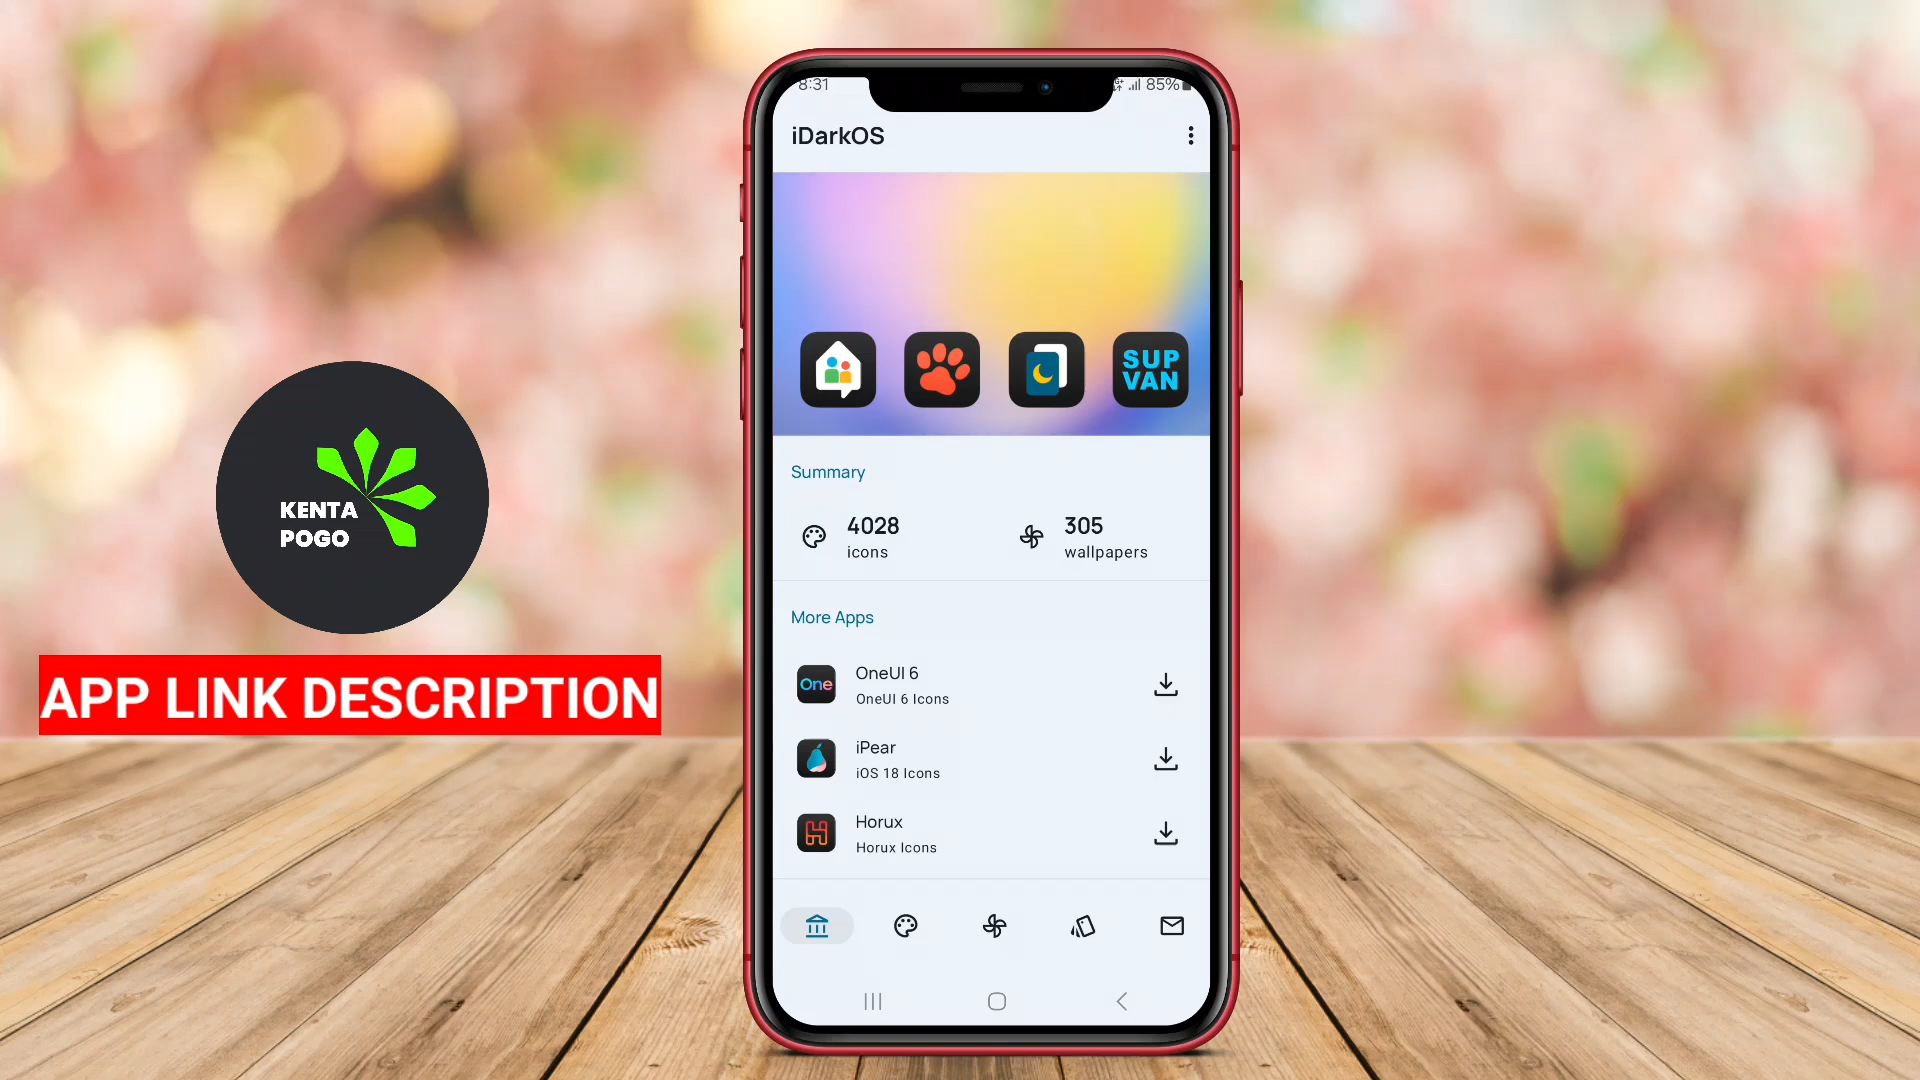 KENTA
POGO
APP LINK DESCRIPTION
8:31
85%
iDarkOS
SUP
VAN
Summary
4028
icons
305
wallpapers
More Apps
One
OneUI 6
OneUI 6 Icons
iPear
iOS 18 Icons
Horux
Horux Icons